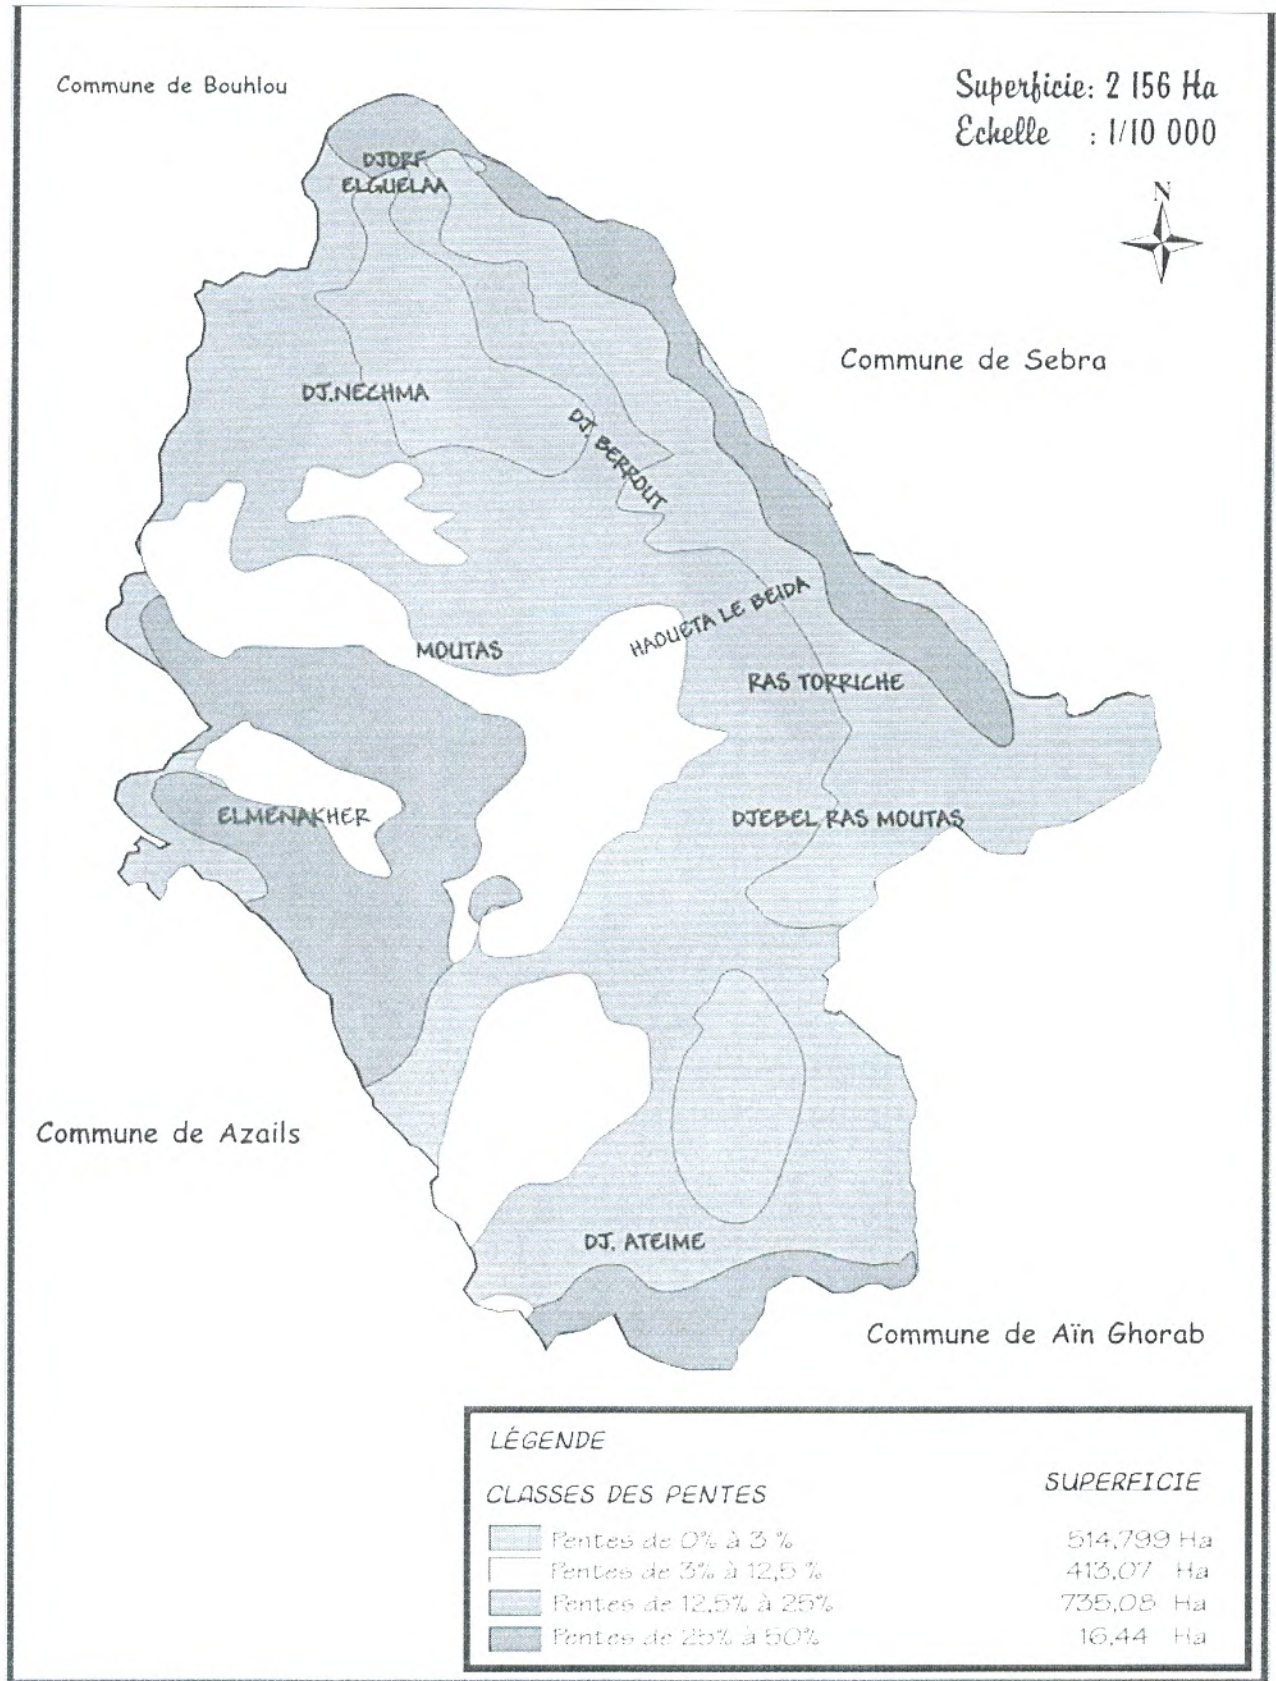 Commune de Bouhlou
Superficie: 2 156 Ha
Echelle : 1/10 000
N
DJORF
ELGUELAA
Commune de Sebra
DJ.NECHMA
DJ. BERROUT
HAOUETA LE BEIDA
MOUTAS
RAS TORRICHE
ELMENAKHER
DJEBEL RAS MOUTAS
Commune de Azails
DJ. ATEIME
Commune de Aïn Ghorab
LÉGENDE
CLASSES DES PENTES SUPERFICIE
Pentes de 0% à 3 % 514,799 Ha
Pentes de 3% à 12,5 % 413,07 Ha
Pentes de 12,5% à 25% 735,08 Ha
Pentes de 25% à 50% 16,44 Ha